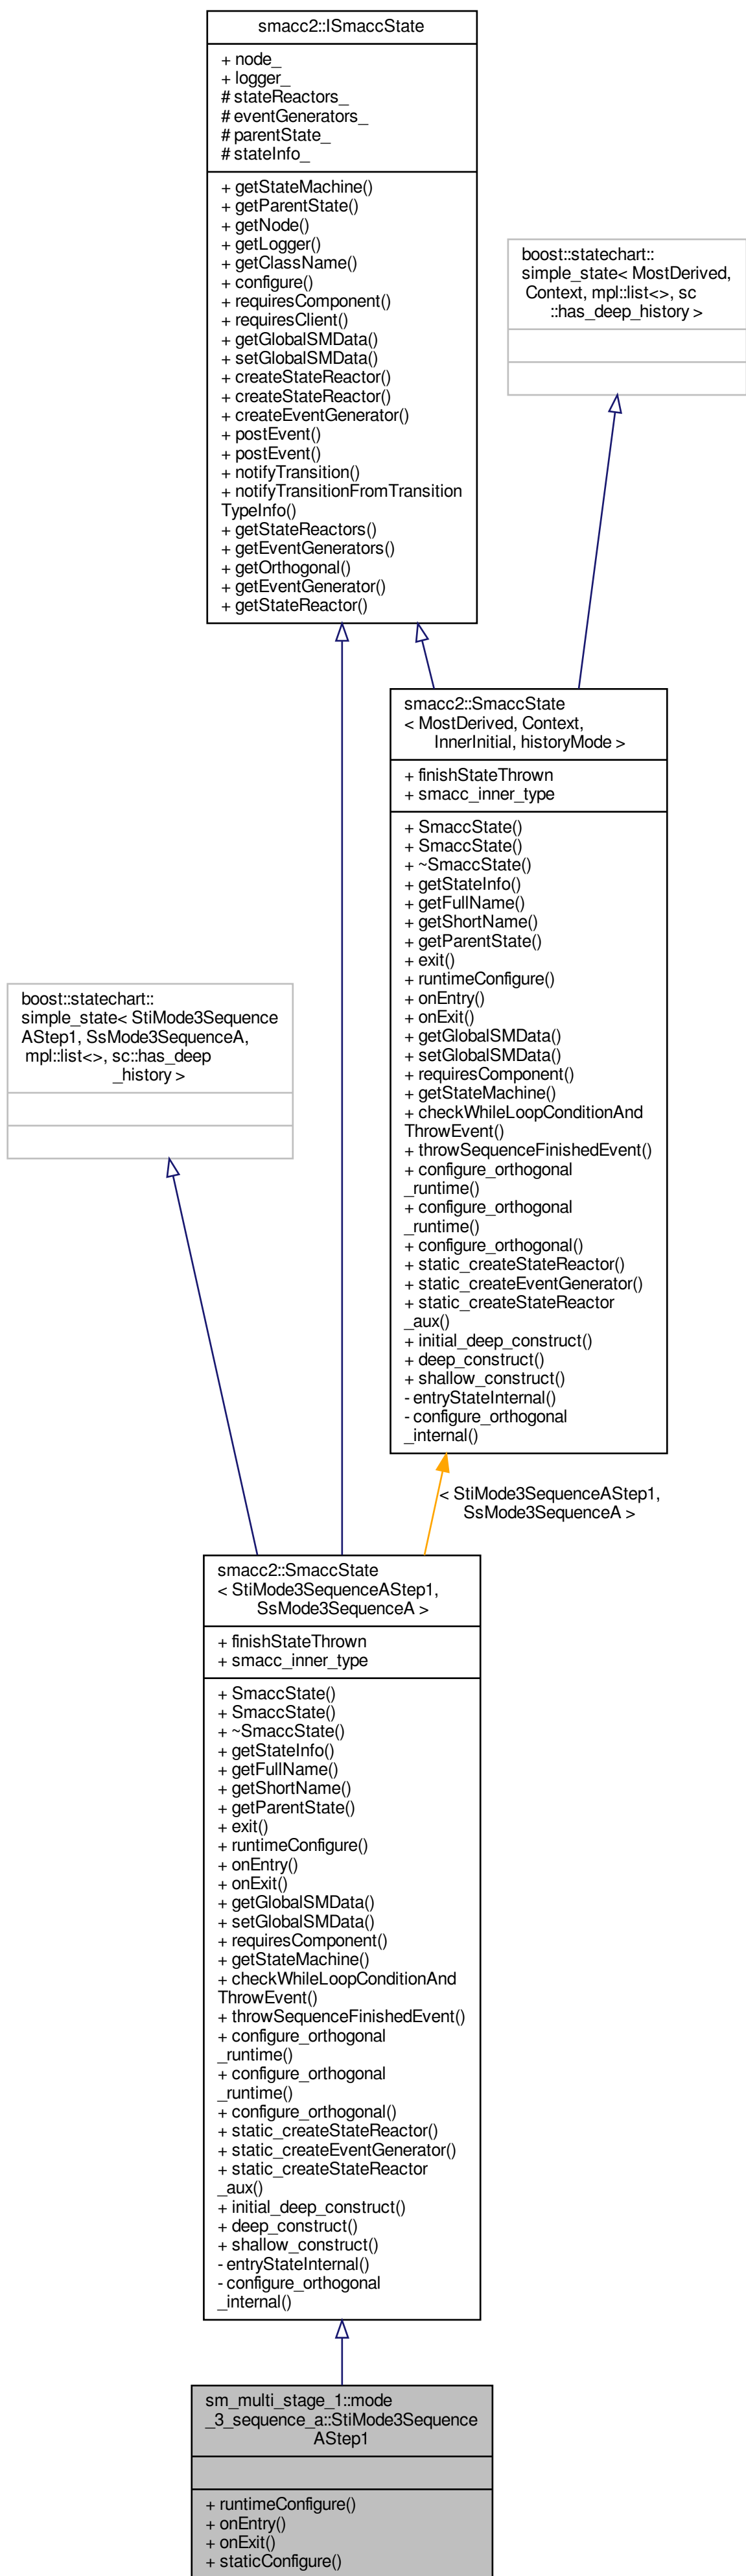 smacc2::ISmaccState
+ node_
+ logger_
# stateReactors_
# eventGenerators_
# parentState_
# stateInfo_
+ getStateMachine()
+ getParentState()
+ getNode()
+ getLogger()
+ getClassName()
+ configure()
+ requiresComponent()
+ requiresClient()
+ getGlobalSMData()
+ setGlobalSMData()
+ createStateReactor()
+ createStateReactor()
+ createEventGenerator()
+ postEvent()
+ postEvent()
+ notifyTransition()
+ notifyTransitionFromTransition
TypeInfo()
+ getStateReactors()
+ getEventGenerators()
+ getOrthogonal()
+ getEventGenerator()
+ getStateReactor()
boost::statechart::
simple_state< MostDerived,
Context, mpl::list<>, sc
::has_deep_history >
smacc2::SmaccState
< MostDerived, Context,
InnerInitial, historyMode >
+ finishStateThrown
+ smacc_inner_type
+ SmaccState()
+ SmaccState()
+ ~SmaccState()
+ getStateInfo()
+ getFullName()
+ getShortName()
+ getParentState()
+ exit()
+ runtimeConfigure()
+ onEntry()
+ onExit()
+ getGlobalSMData()
+ setGlobalSMData()
+ requiresComponent()
+ getStateMachine()
+ checkWhileLoopConditionAnd
ThrowEvent()
+ throwSequenceFinishedEvent()
+ configure_orthogonal
_runtime()
+ configure_orthogonal
_runtime()
+ configure_orthogonal()
+ static_createStateReactor()
+ static_createEventGenerator()
+ static_createStateReactor
_aux()
+ initial_deep_construct()
+ deep_construct()
+ shallow_construct()
- entryStateInternal()
- configure_orthogonal
_internal()
boost::statechart::
simple_state< StiMode3Sequence
AStep1, SsMode3SequenceA,
mpl::list<>, sc::has_deep
_history >
< StiMode3SequenceAStep1,
SsMode3SequenceA >
smacc2::SmaccState
< StiMode3SequenceAStep1,
SsMode3SequenceA >
+ finishStateThrown
+ smacc_inner_type
+ SmaccState()
+ SmaccState()
+ ~SmaccState()
+ getStateInfo()
+ getFullName()
+ getShortName()
+ getParentState()
+ exit()
+ runtimeConfigure()
+ onEntry()
+ onExit()
+ getGlobalSMData()
+ setGlobalSMData()
+ requiresComponent()
+ getStateMachine()
+ checkWhileLoopConditionAnd
ThrowEvent()
+ throwSequenceFinishedEvent()
+ configure_orthogonal
_runtime()
+ configure_orthogonal
_runtime()
+ configure_orthogonal()
+ static_createStateReactor()
+ static_createEventGenerator()
+ static_createStateReactor
_aux()
+ initial_deep_construct()
+ deep_construct()
+ shallow_construct()
- entryStateInternal()
- configure_orthogonal
_internal()
sm_multi_stage_1::mode
_3_sequence_a::StiMode3Sequence
AStep1
+ runtimeConfigure()
+ onEntry()
+ onExit()
+ staticConfigure()